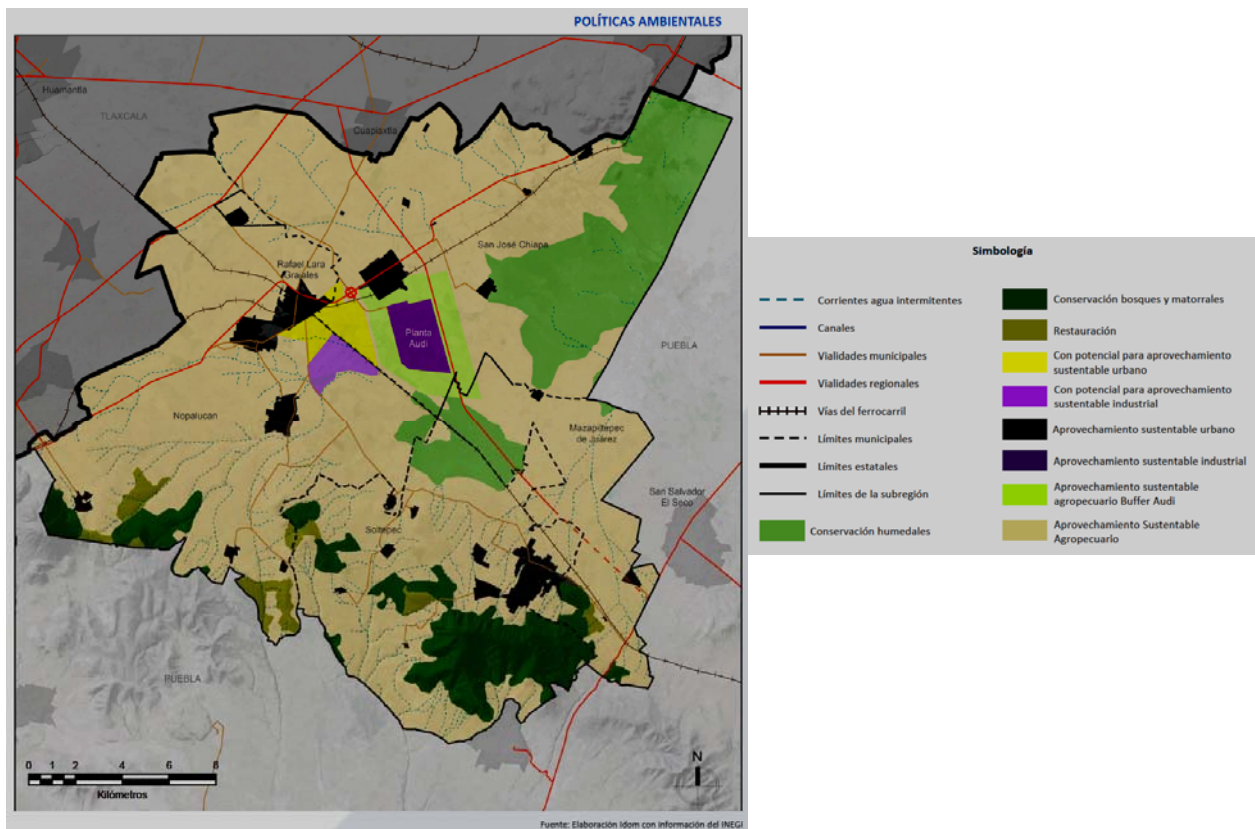 POLÍTICAS AMBIENTALES
Huamantla
TLAXCALA
Cuapiaxtla
San José Chiapa
Rafael Lara
Grajales
Planta
Audi
PUEBLA
Nopalucan
Mazapiltepec
de Juárez
San Salvador
El Seco
Soltepec
PUEBLA
0 1 2 4 6 8
Kilómetros
N
Fuente: Elaboración Idom con información del INEGI
Simbología
Corrientes agua intermitentes
Canales
Vialidades municipales
Vialidades regionales
Vías del ferrocarril
Límites municipales
Límites estatales
Límites de la subregión
Conservación humedales
Conservación bosques y matorrales
Restauración
Con potencial para aprovechamiento
sustentable urbano
Con potencial para aprovechamiento
sustentable industrial
Aprovechamiento sustentable urbano
Aprovechamiento sustentable industrial
Aprovechamiento sustentable
agropecuario Buffer Audi
Aprovechamiento Sustentable
Agropecuario